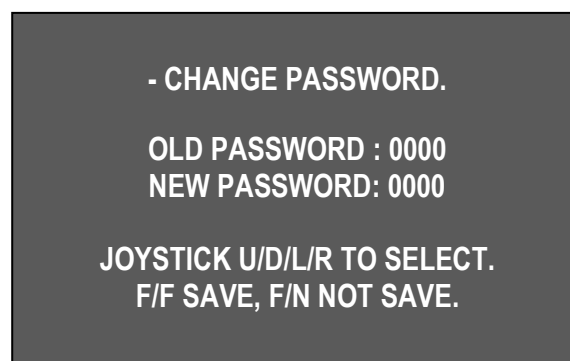 - CHANGE PASSWORD.
OLD PASSWORD : 0000
NEW PASSWORD: 0000
JOYSTICK U/D/L/R TO SELECT.
F/F SAVE, F/N NOT SAVE.